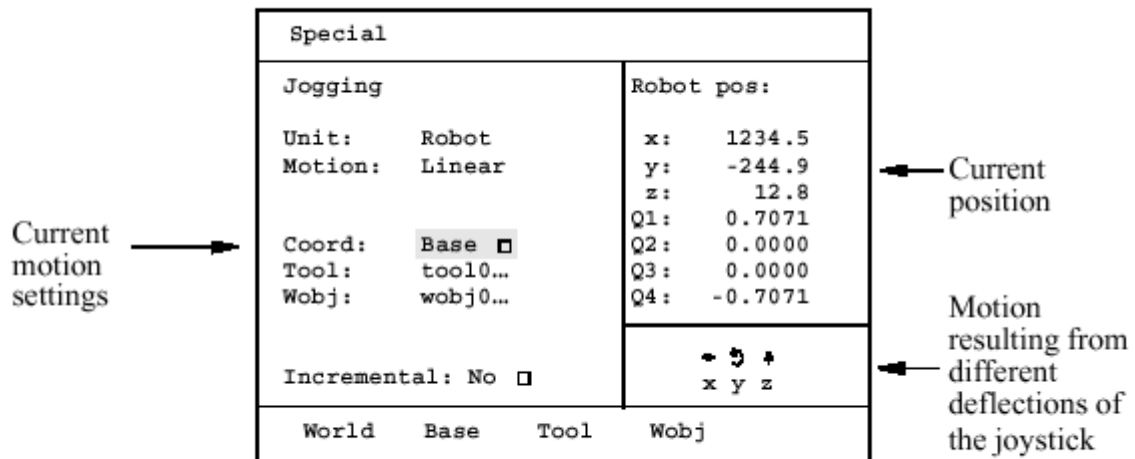 Special
Jogging
Unit: Robot
Motion: Linear
Coord: Base
Tool: tool0...
Wobj: wobj0...
Incremental: No
Robot pos:
x: 1234.5
y: -244.9
z: 12.8
Q1: 0.7071
Q2: 0.0000
Q3: 0.0000
Q4: -0.7071
x y z
World Base Tool Wobj
Current
motion
settings
Current
position
Motion
resulting from
different
deflections of
the joystick